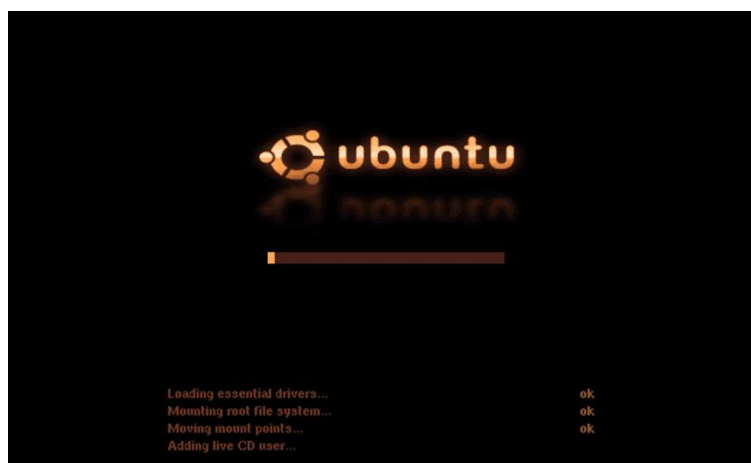 ubuntu
Loading essential drivers... ok
Mounting root file system... ok
Moving mount points... ok
Adding live CD user...